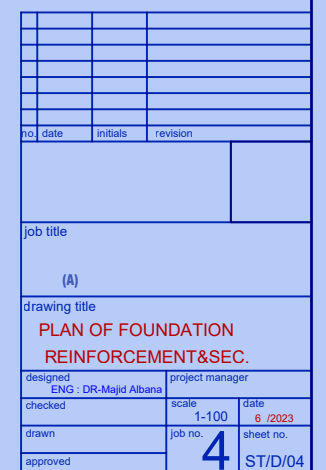 no. date initials revision
job title
(A)
drawing title
PLAN OF FOUNDATION
REINFORCEMENT&SEC.
designed project manager
ENG : DR-Majid Albana
checked scale date
1-100 6 /2023
drawn job no. sheet no.
4
approved ST/D/04